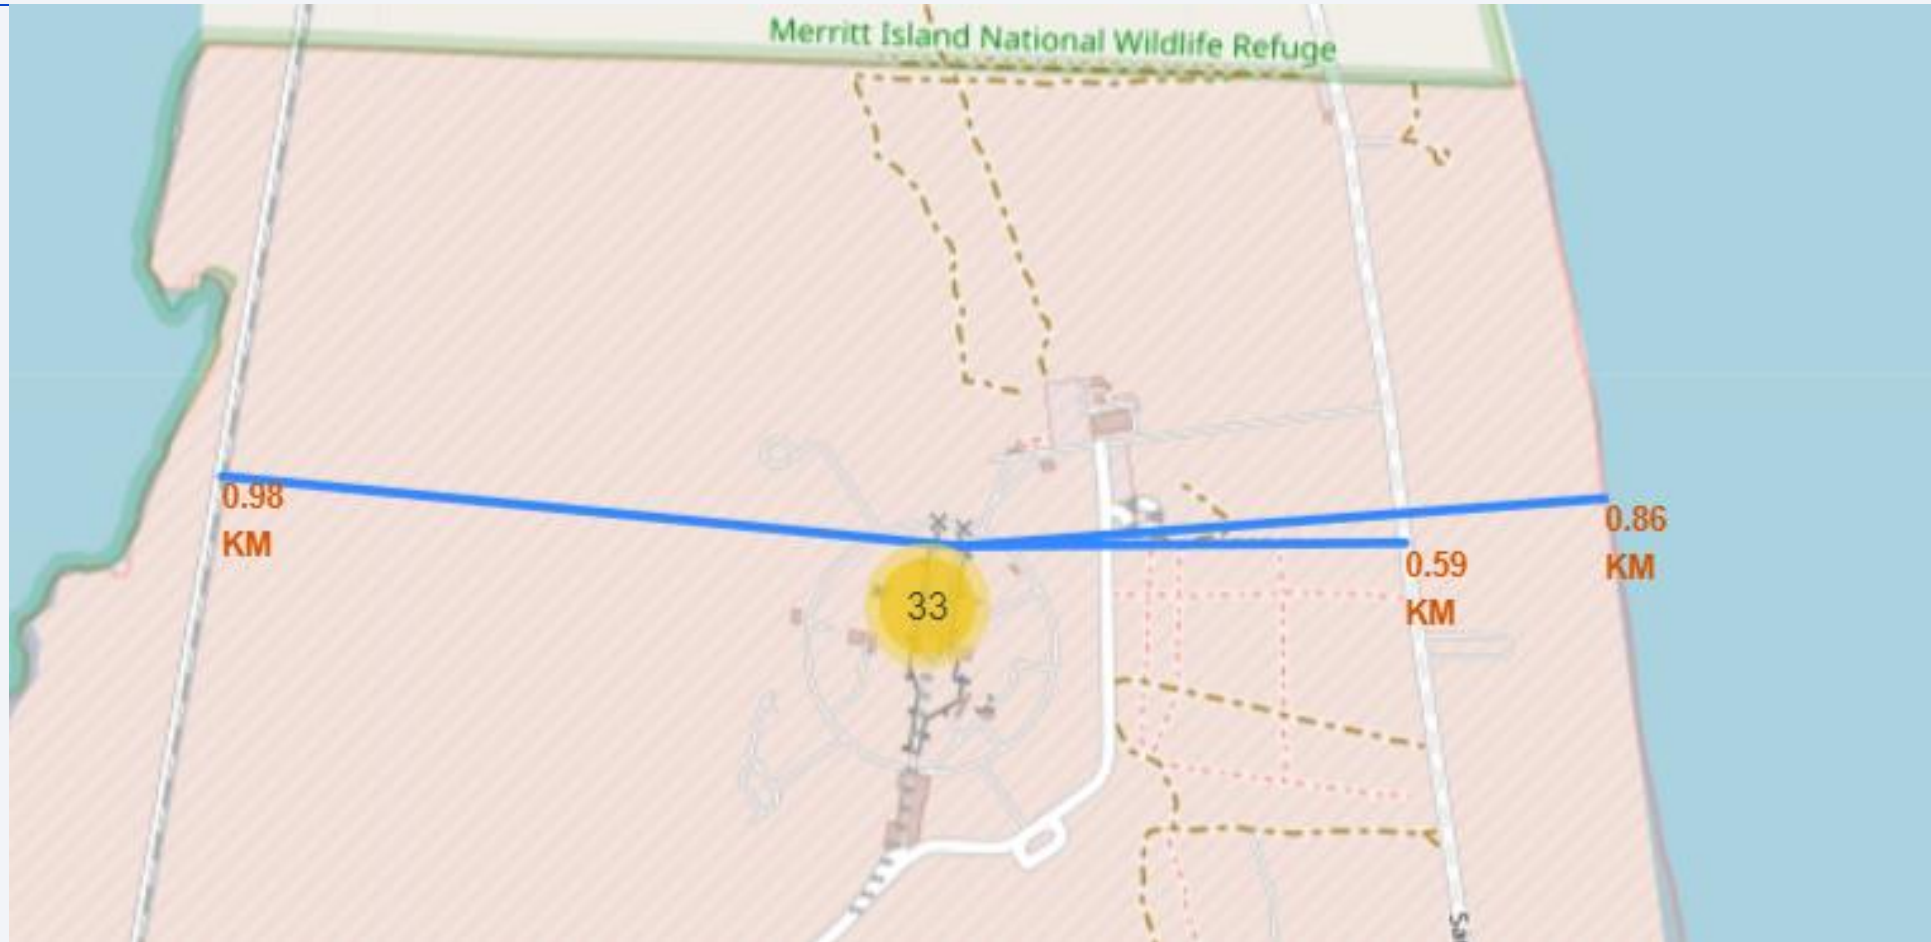 Merritt Island National Wildlife Refuge
0.98
KM
33
0.59
KM
0.86
KM